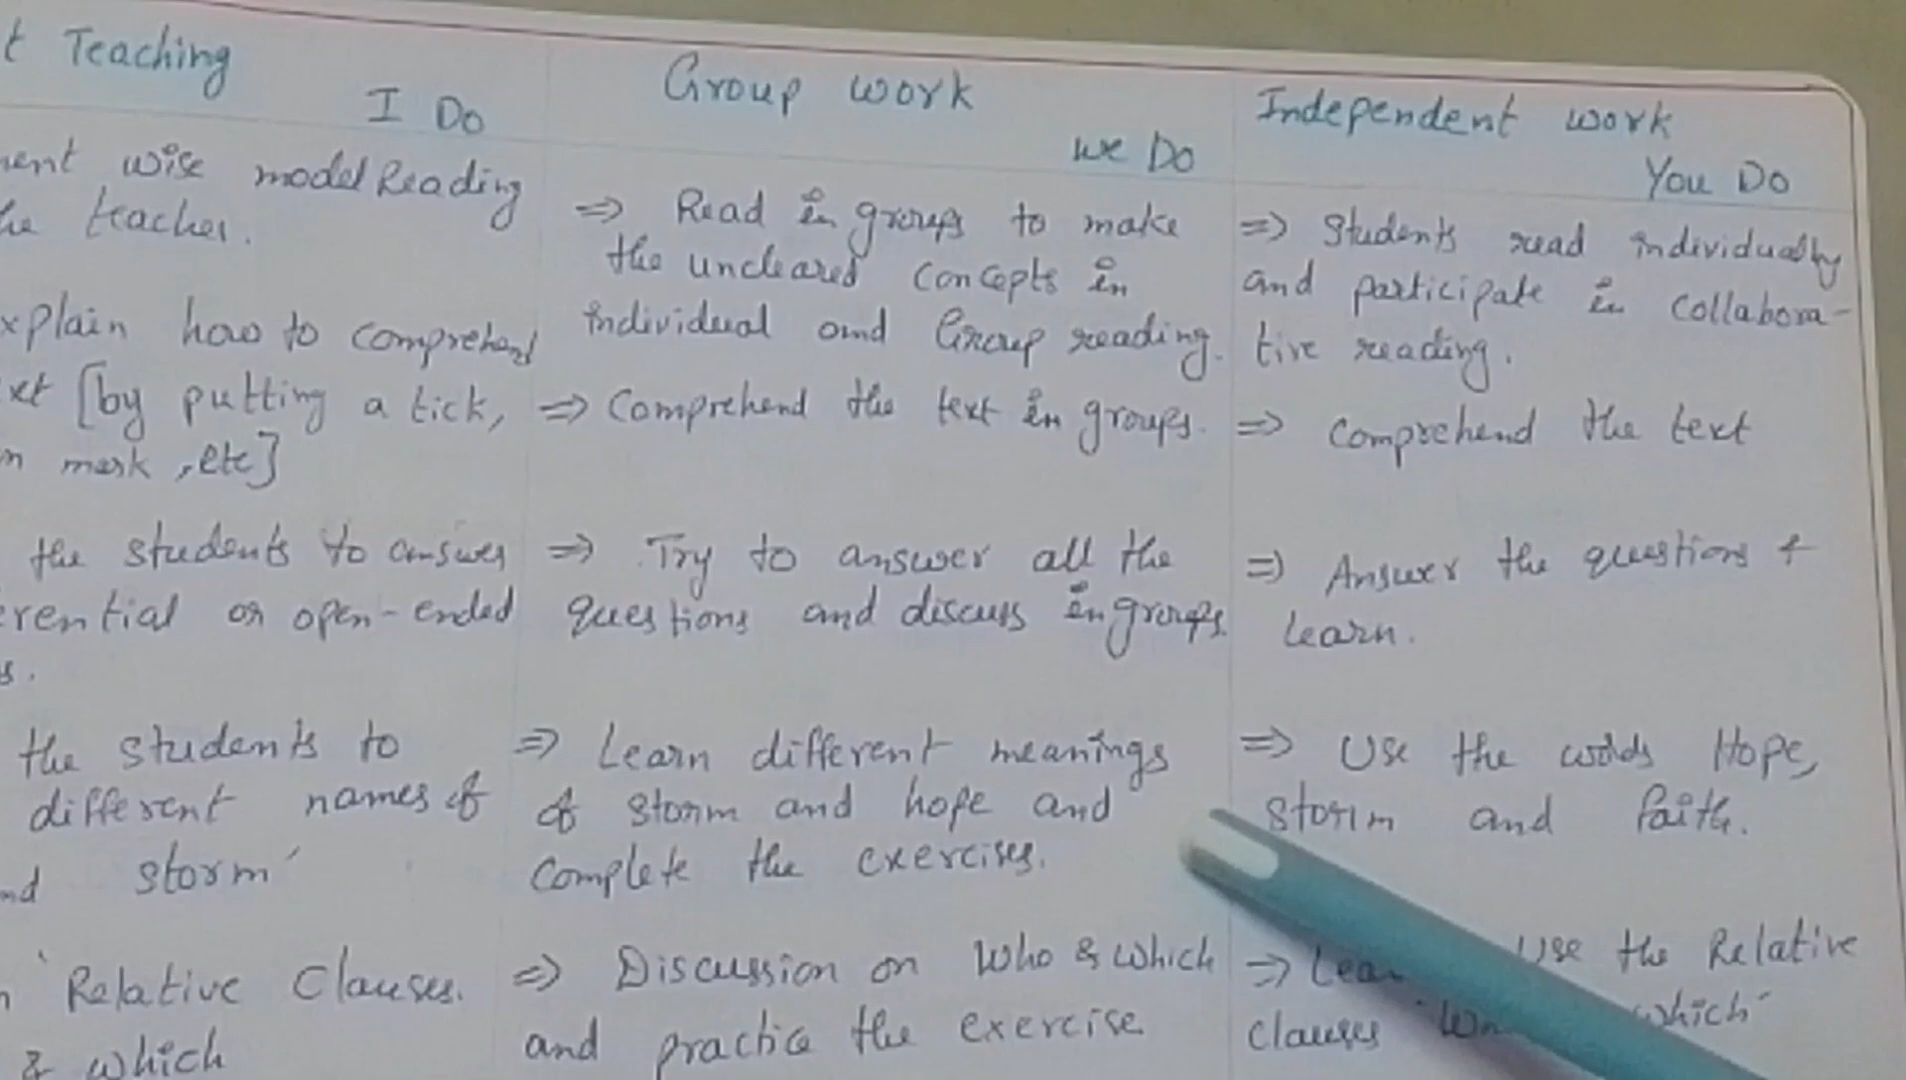 t Teaching
I Do
ment wise model Reading
he teacher.
xplain how to comprehend
xt [by putting a tick,
n mark, etc]
the students to answer
rential or open-ended
s.
the students to
different names of
nd storm'
n 'Relative Clauses.
& which
Group work
we Do
⇒ Read in groups to make
the uncleared concepts in
individual and Group reading.
⇒ Comprehend the text in groups.
⇒ Try to answer all the
questions and discuss in groups.
⇒ Learn different meanings
of storm and hope and
complete the exercises.
⇒ Discussion on Who & which
and practice the exercise
Independent work
You Do
⇒ Students read individually
and participate in collabora-
tive reading.
⇒ Comprehend the text
⇒ Answer the questions +
learn.
⇒ Use the words Hope,
storm and faith.
⇒ Use the Relative
clauses which'